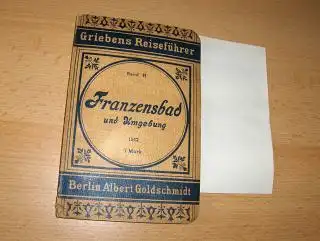 Griebens Reiseführer
Franzensbad
und Umgebung
1 Mark.
Berlin Albert Goldschmidt